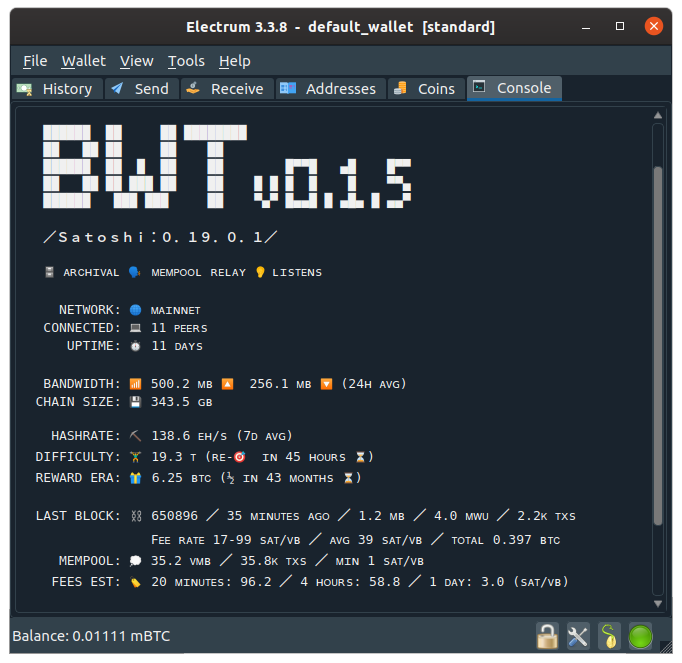 Electrum 3.3.8 - default_wallet [standard]
File Wallet View Tools Help
History Send Receive Addresses Coins Console
BWT v0.1.5
／Ｓａｔｏｓｈｉ：０．１９．０．１／
ARCHIVAL MEMPOOL RELAY LISTENS
NETWORK: MAINNET
CONNECTED: 11 PEERS
UPTIME: 11 DAYS
BANDWIDTH: 500.2 MB 256.1 MB (24H AVG)
CHAIN SIZE: 343.5 GB
HASHRATE: 138.6 EH/S (7D AVG)
DIFFICULTY: 19.3 T (RE-🎯 IN 45 HOURS ⏳)
REWARD ERA: 6.25 BTC (½ IN 43 MONTHS ⏳)
LAST BLOCK: 650896 ／ 35 MINUTES AGO ／ 1.2 MB ／ 4.0 MWU ／ 2.2K TXS
FEE RATE 17-99 SAT/VB ／ AVG 39 SAT/VB ／ TOTAL 0.397 BTC
MEMPOOL: 35.2 VMB ／ 35.8K TXS ／ MIN 1 SAT/VB
FEES EST: 20 MINUTES: 96.2 ／ 4 HOURS: 58.8 ／ 1 DAY: 3.0 (SAT/VB)
Balance: 0.01111 mBTC